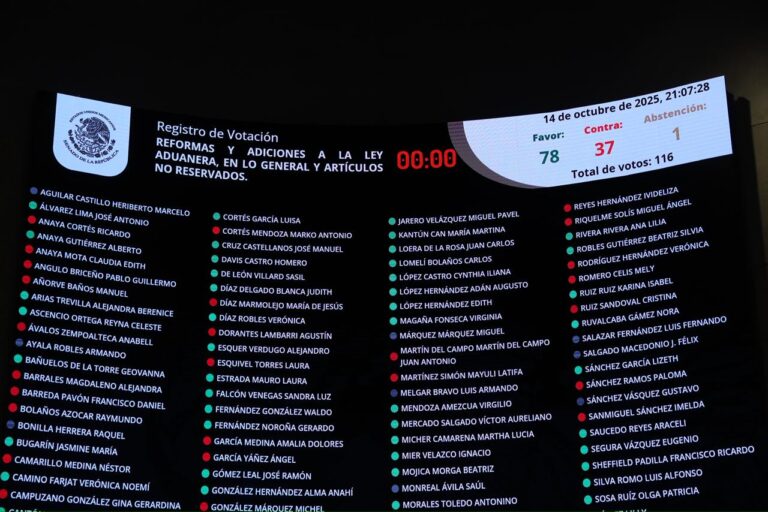 Registro de Votación
REFORMAS Y ADICIONES A LA LEY
ADUANERA, EN LO GENERAL Y ARTÍCULOS
NO RESERVADOS.
00:00
14 de octubre de 2025, 21:07:28
Favor:
Contra:
Abstención:
78
37
1
Total de votos: 116
SENADO DE LA REPÚBLICA
AGUILAR CASTILLO HERIBERTO MARCELO
ÁLVAREZ LIMA JOSÉ ANTONIO
ANAYA CORTÉS RICARDO
ANAYA GUTIÉRREZ ALBERTO
ANAYA MOTA CLAUDIA EDITH
ANGULO BRICEÑO PABLO GUILLERMO
AÑORVE BAÑOS MANUEL
ARIAS TREVILLA ALEJANDRA BERENICE
ASCENCIO ORTEGA REYNA CELESTE
ÁVALOS ZEMPOALTECA ANABELL
AYALA ROBLES ARMANDO
BAÑUELOS DE LA TORRE GEOVANNA
BARRALES MAGDALENO ALEJANDRA
BARREDA PAVÓN FRANCISCO DANIEL
BOLAÑOS AZOCAR RAYMUNDO
BONILLA HERRERA RAQUEL
BUGARÍN JASMINE MARÍA
CAMARILLO MEDINA NÉSTOR
CAMINO FARJAT VERÓNICA NOEMÍ
CAMPUZANO GONZÁLEZ GINA GERARDINA
CORTÉS GARCÍA LUISA
CORTÉS MENDOZA MARKO ANTONIO
CRUZ CASTELLANOS JOSÉ MANUEL
DAVIS CASTRO HOMERO
DE LEÓN VILLARD SASIL
DÍAZ DELGADO BLANCA JUDITH
DÍAZ MARMOLEJO MARÍA DE JESÚS
DÍAZ ROBLES VERÓNICA
DORANTES LAMBARRI AGUSTÍN
ESQUER VERDUGO ALEJANDRO
ESQUIVEL TORRES LAURA
ESTRADA MAURO LAURA
FALCÓN VENEGAS SANDRA LUZ
FERNÁNDEZ GONZÁLEZ WALDO
FERNÁNDEZ NOROÑA GERARDO
GARCÍA MEDINA AMALIA DOLORES
GARCÍA YÁÑEZ ÁNGEL
GÓMEZ LEAL JOSÉ RAMÓN
GONZÁLEZ HERNÁNDEZ ALMA ANAHÍ
GONZÁLEZ MÁRQUEZ MICHEL
JARERO VELÁZQUEZ MIGUEL PAVEL
KANTÚN CAN MARÍA MARTINA
LOERA DE LA ROSA JUAN CARLOS
LOMELÍ BOLAÑOS CARLOS
LÓPEZ CASTRO CYNTHIA ILIANA
LÓPEZ HERNÁNDEZ ADÁN AUGUSTO
LÓPEZ HERNÁNDEZ EDITH
MAGAÑA FONSECA VIRGINIA
MÁRQUEZ MÁRQUEZ MIGUEL
MARTÍN DEL CAMPO MARTÍN DEL CAMPO
JUAN ANTONIO
MARTÍNEZ SIMÓN MAYULI LATIFA
MELGAR BRAVO LUIS ARMANDO
MENDOZA AMEZCUA VIRGILIO
MERCADO SALGADO VÍCTOR AURELIANO
MICHER CAMARENA MARTHA LUCIA
MIER VELAZCO IGNACIO
MOJICA MORGA BEATRIZ
MONREAL ÁVILA SAÚL
MORALES TOLEDO ANTONINO
REYES HERNÁNDEZ IVIDELIZA
RIQUELME SOLÍS MIGUEL ÁNGEL
RIVERA RIVERA ANA LILIA
ROBLES GUTIÉRREZ BEATRIZ SILVIA
RODRÍGUEZ HERNÁNDEZ VERÓNICA
ROMERO CELIS MELY
RUIZ RUIZ KARINA ISABEL
RUIZ SANDOVAL CRISTINA
RUVALCABA GÁMEZ NORA
SALAZAR FERNÁNDEZ LUIS FERNANDO
SALGADO MACEDONIO J. FÉLIX
SÁNCHEZ GARCÍA LIZETH
SÁNCHEZ RAMOS PALOMA
SÁNCHEZ VÁSQUEZ GUSTAVO
SANMIGUEL SÁNCHEZ IMELDA
SAUCEDO REYES ARACELI
SEGURA VÁZQUEZ EUGENIO
SHEFFIELD PADILLA FRANCISCO RICARDO
SILVA ROMO LUIS ALFONSO
SOSA RUÍZ OLGA PATRICIA